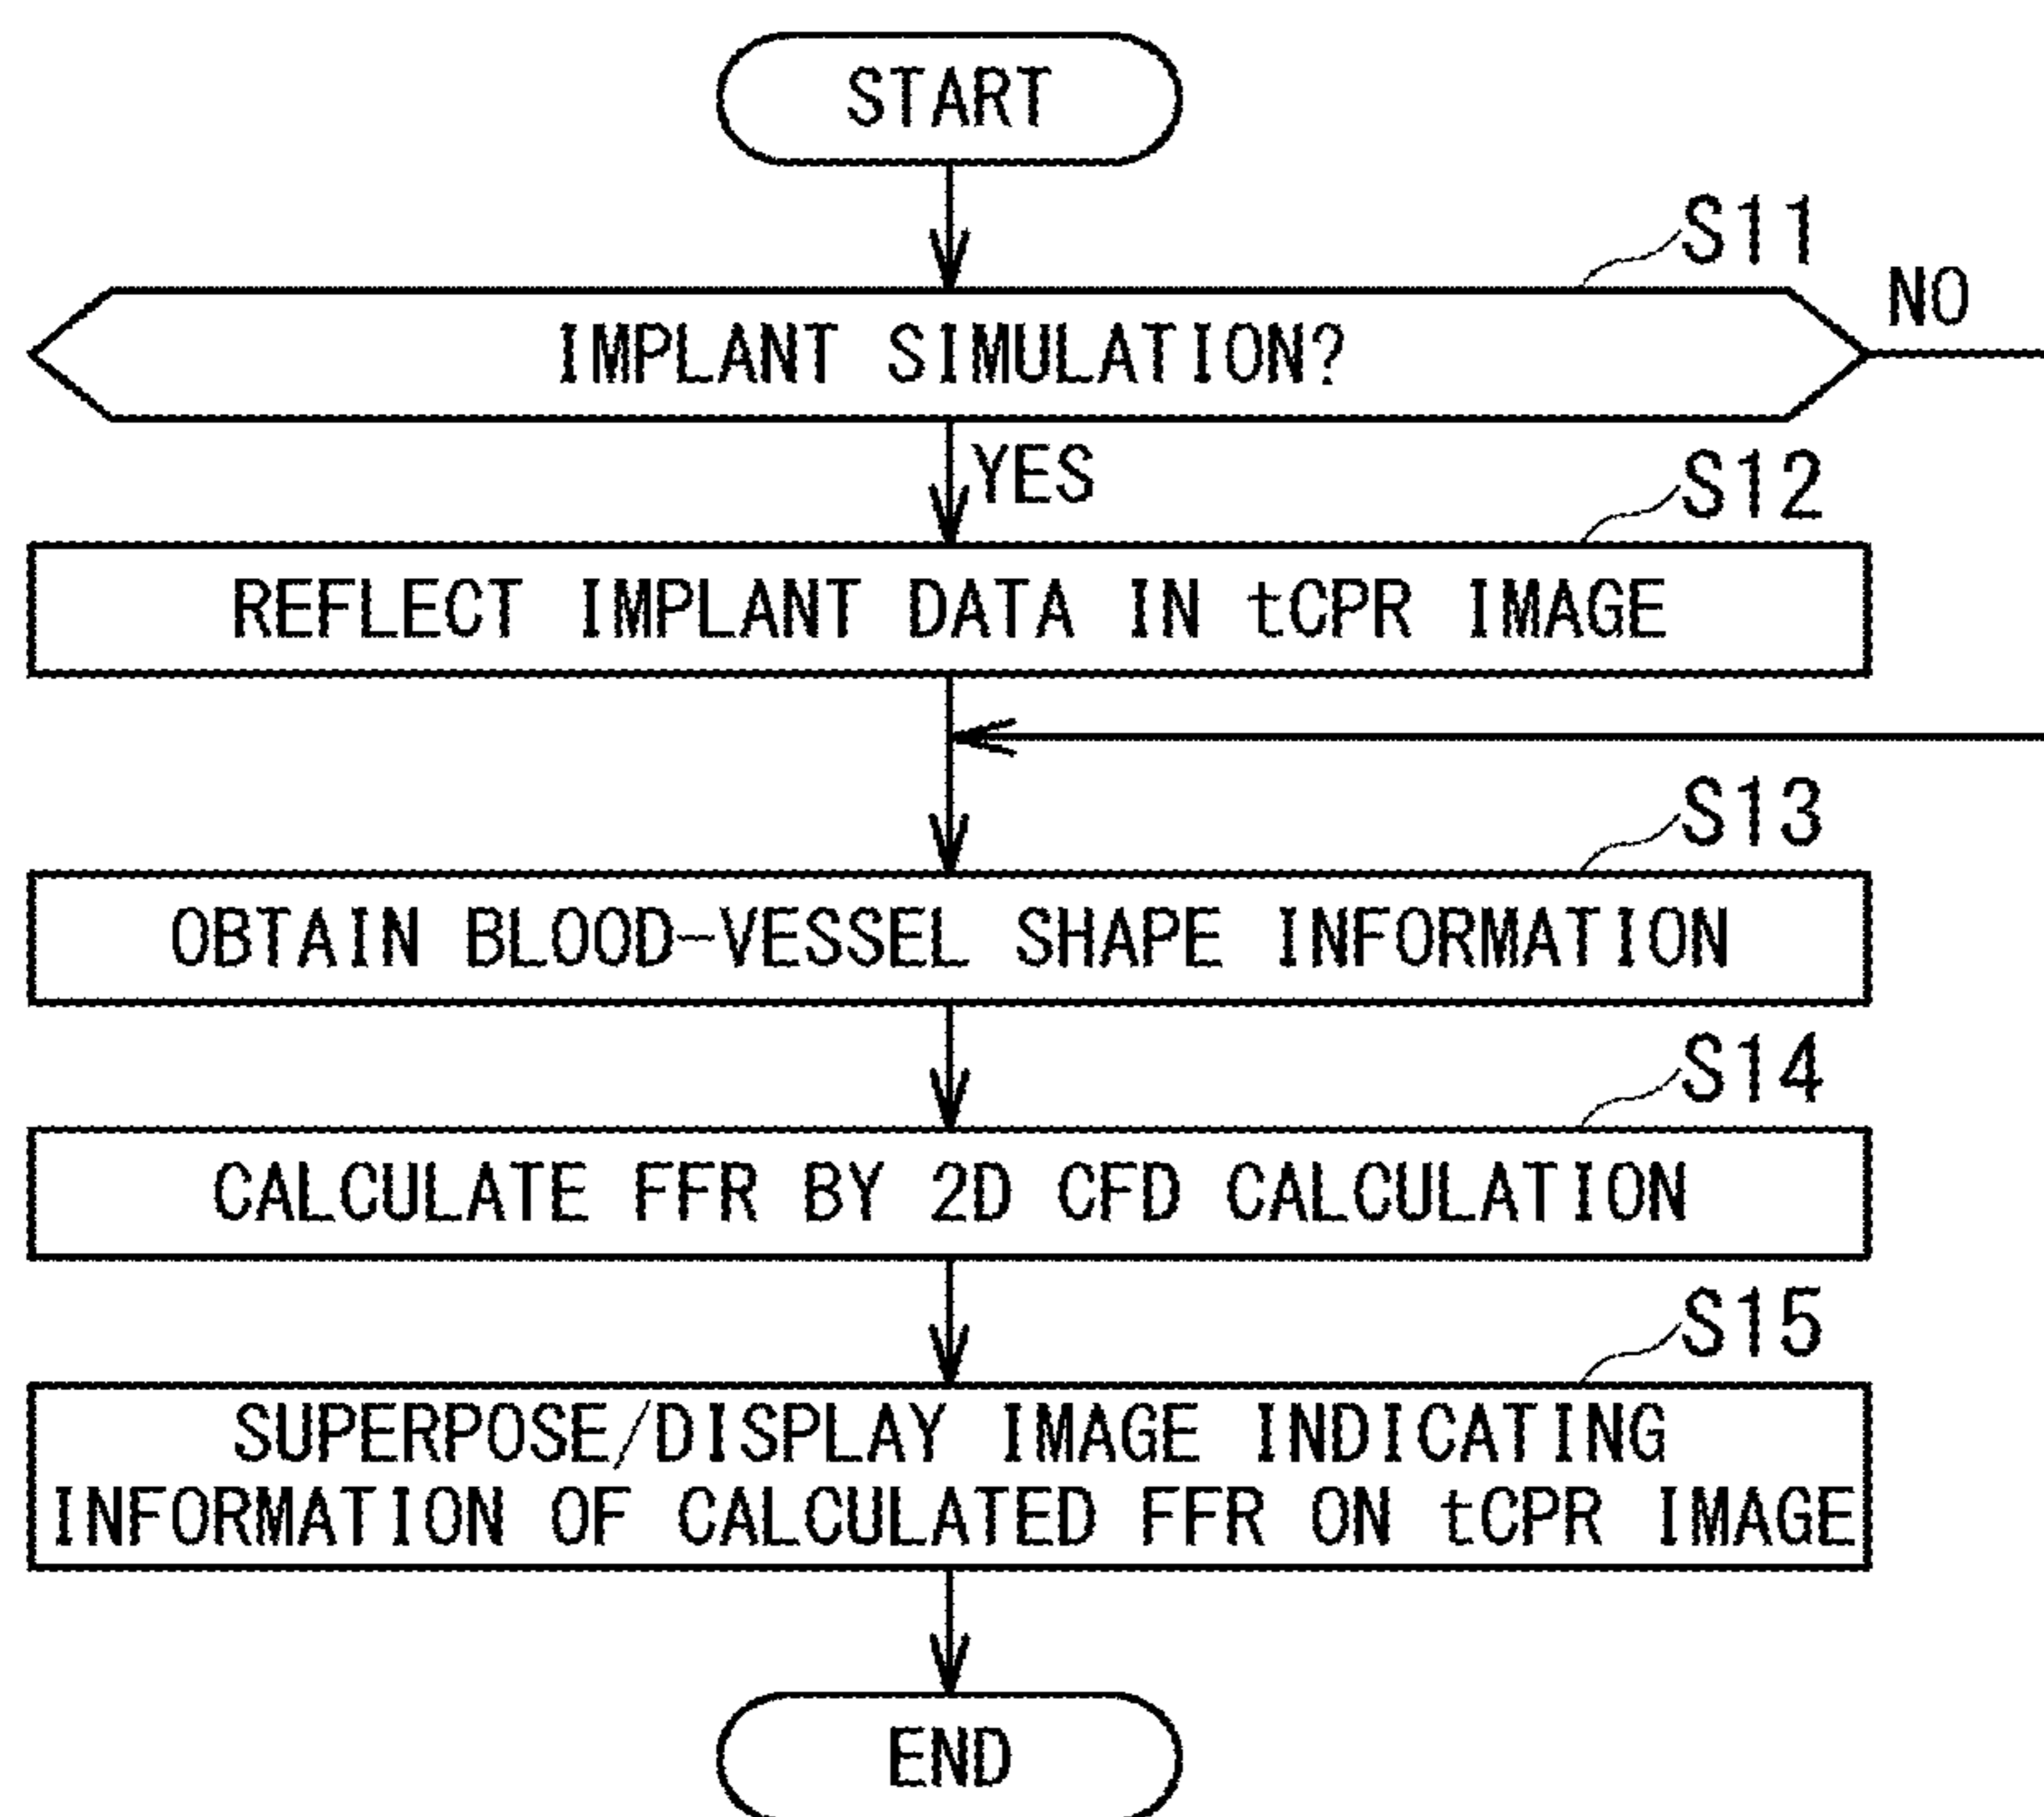 START
S11
IMPLANT SIMULATION?
NO
YES
S12
REFLECT IMPLANT DATA IN tCPR IMAGE
S13
OBTAIN BLOOD-VESSEL SHAPE INFORMATION
S14
CALCULATE FFR BY 2D CFD CALCULATION
S15
SUPERPOSE/DISPLAY IMAGE INDICATING
INFORMATION OF CALCULATED FFR ON tCPR IMAGE
END